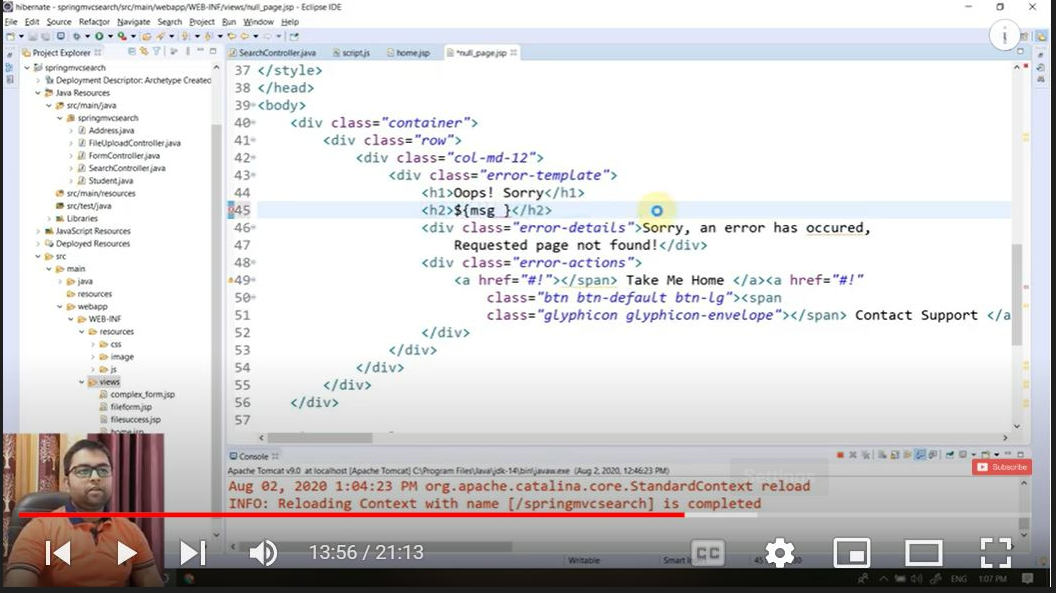 hibernate - springmvcsearch/src/main/webapp/WEB-INF/views/null_page.jsp - Eclipse IDE
File Edit Source Refactor Navigate Search Project Run Window Help
Project Explorer
SearchController.java script.js home.jsp *null_page.jsp
springmvcsearch
Deployment Descriptor: Archetype Created
Java Resources
src/main/java
springmvcsearch
Address.java
FileUploadController.java
FormController.java
SearchController.java
Student.java
src/main/resources
src/test/java
Libraries
JavaScript Resources
Deployed Resources
src
main
java
resources
webapp
WEB-INF
resources
css
image
js
views
complex_form.jsp
fileform.jsp
filesuccess.jsp
home.jsp
37 </style>
38 </head>
39 <body>
40 <div class="container">
41 <div class="row">
42 <div class="col-md-12">
43 <div class="error-template">
44 <h1>Oops! Sorry</h1>
45 <h2>${msg }</h2>
46 <div class="error-details">Sorry, an error has occured,
47 Requested page not found!</div>
48 <div class="error-actions">
49 <a href="#!"></span> Take Me Home </a><a href="#!"
50 class="btn btn-default btn-lg"><span
51 class="glyphicon glyphicon-envelope"></span> Contact Support </a
52 </div>
53 </div>
54 </div>
55 </div>
56 </div>
57
Console
Apache Tomcat v9.0 at localhost [Apache Tomcat] C:\Program Files\Java\jdk-14\bin\javaw.exe (Aug 2, 2020, 12:46:23 PM)
Aug 02, 2020 1:04:23 PM org.apache.catalina.core.StandardContext reload
INFO: Reloading Context with name [/springmvcsearch] is completed
Subscribe
13:56 / 21:13
CC
Writable
ENG 1:07 PM